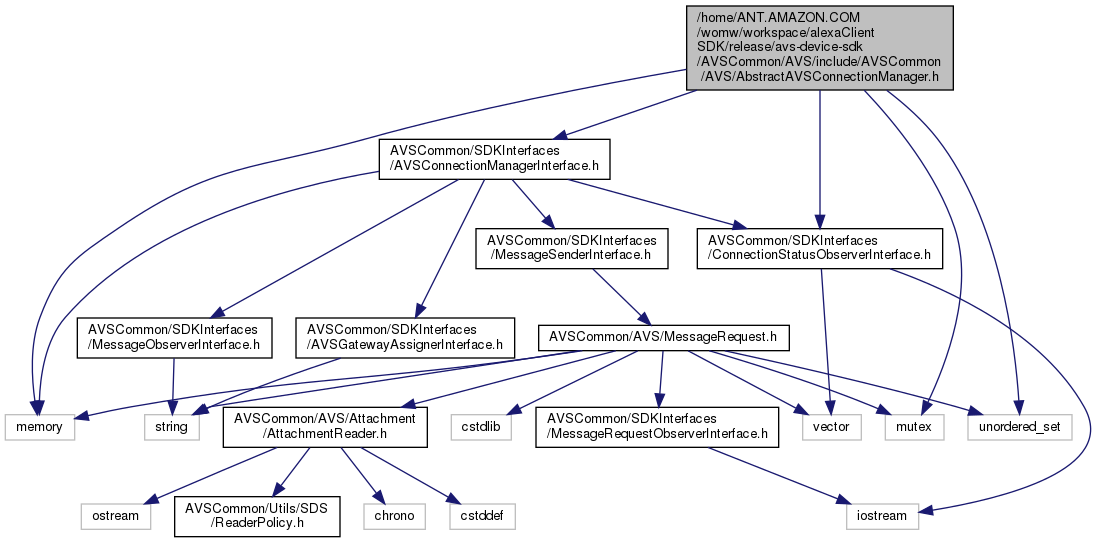 /home/ANT.AMAZON.COM
/womw/workspace/alexaClient
SDK/release/avs-device-sdk
/AVSCommon/AVS/include/AVSCommon
/AVS/AbstractAVSConnectionManager.h
AVSCommon/SDKInterfaces
/AVSConnectionManagerInterface.h
AVSCommon/SDKInterfaces
/MessageSenderInterface.h
AVSCommon/SDKInterfaces
/ConnectionStatusObserverInterface.h
AVSCommon/SDKInterfaces
/MessageObserverInterface.h
AVSCommon/SDKInterfaces
/AVSGatewayAssignerInterface.h
AVSCommon/AVS/MessageRequest.h
memory
string
AVSCommon/AVS/Attachment
/AttachmentReader.h
cstdlib
AVSCommon/SDKInterfaces
/MessageRequestObserverInterface.h
vector
mutex
unordered_set
ostream
AVSCommon/Utils/SDS
/ReaderPolicy.h
chrono
cstddef
iostream